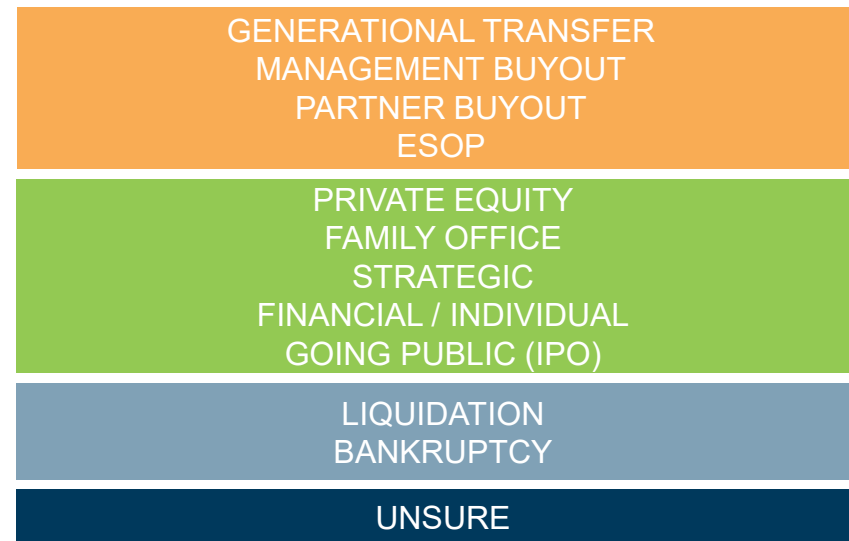 GENERATIONAL TRANSFER
MANAGEMENT BUYOUT
PARTNER BUYOUT
ESOP
PRIVATE EQUITY
FAMILY OFFICE
STRATEGIC
FINANCIAL / INDIVIDUAL
GOING PUBLIC (IPO)
LIQUIDATION
BANKRUPTCY
UNSURE